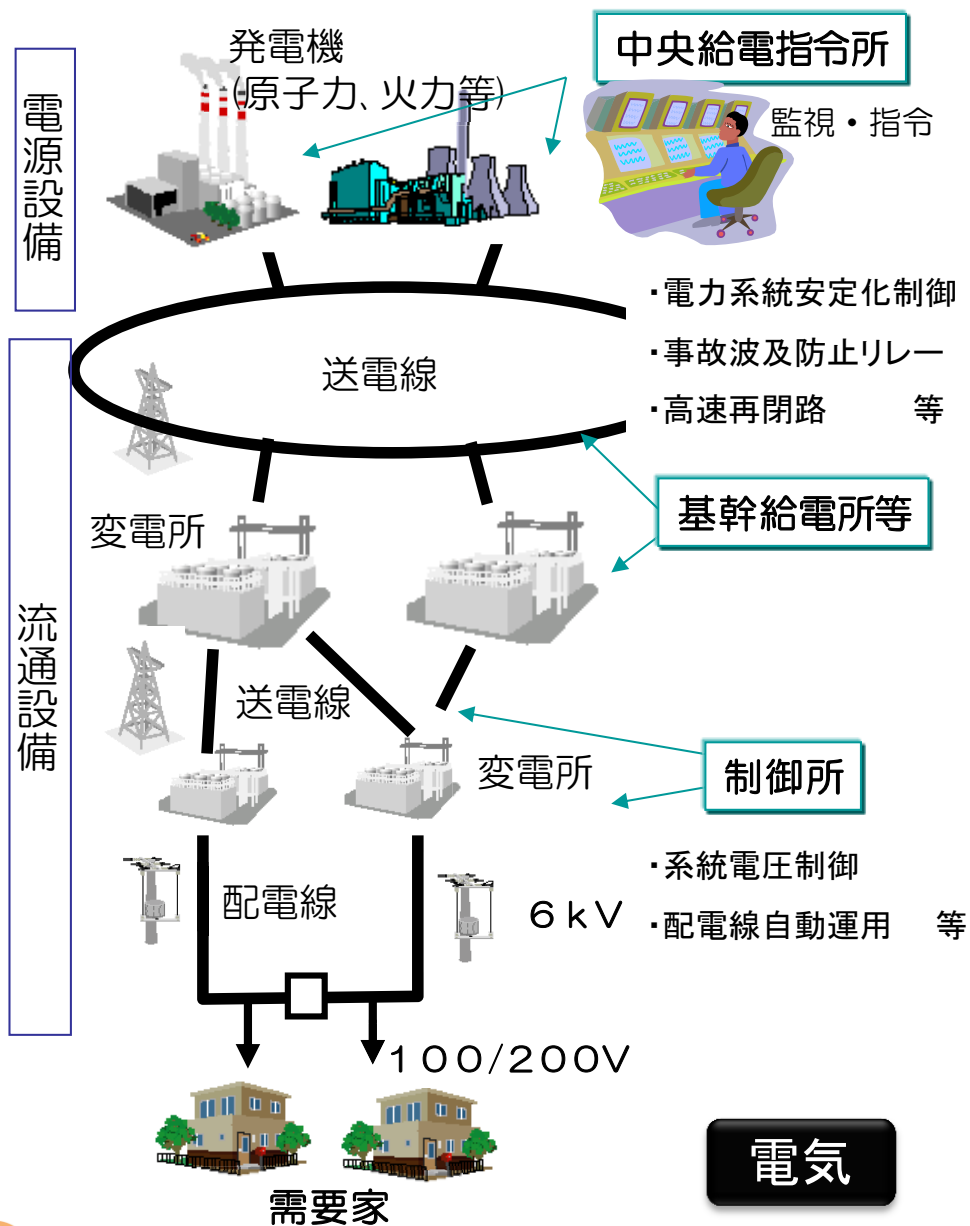 発電機
(原子力、火力等)
中央給電指令所
監視・指令
電源設備
・電力系統安定化制御
・事故波及防止リレー
・高速再閉路　等
送電線
基幹給電所等
変電所
流通設備
送電線
変電所
制御所
・系統電圧制御
・配電線自動運用　等
配電線
６ｋＶ
１００/２００Ｖ
需要家
電気